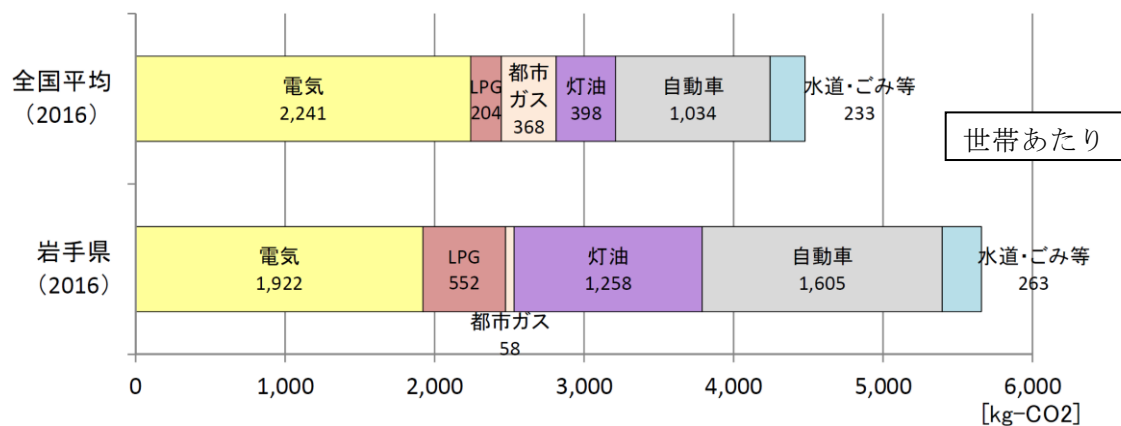 全国平均
（2016）
電気
2,241
LPG
204
都市
ガス
368
灯油
398
自動車
1,034
水道・ごみ等
233
世帯あたり
岩手県
（2016）
電気
1,922
LPG
552
都市ガス
58
灯油
1,258
自動車
1,605
水道・ごみ等
263
0 1,000 2,000 3,000 4,000 5,000 6,000
[kg-CO2]